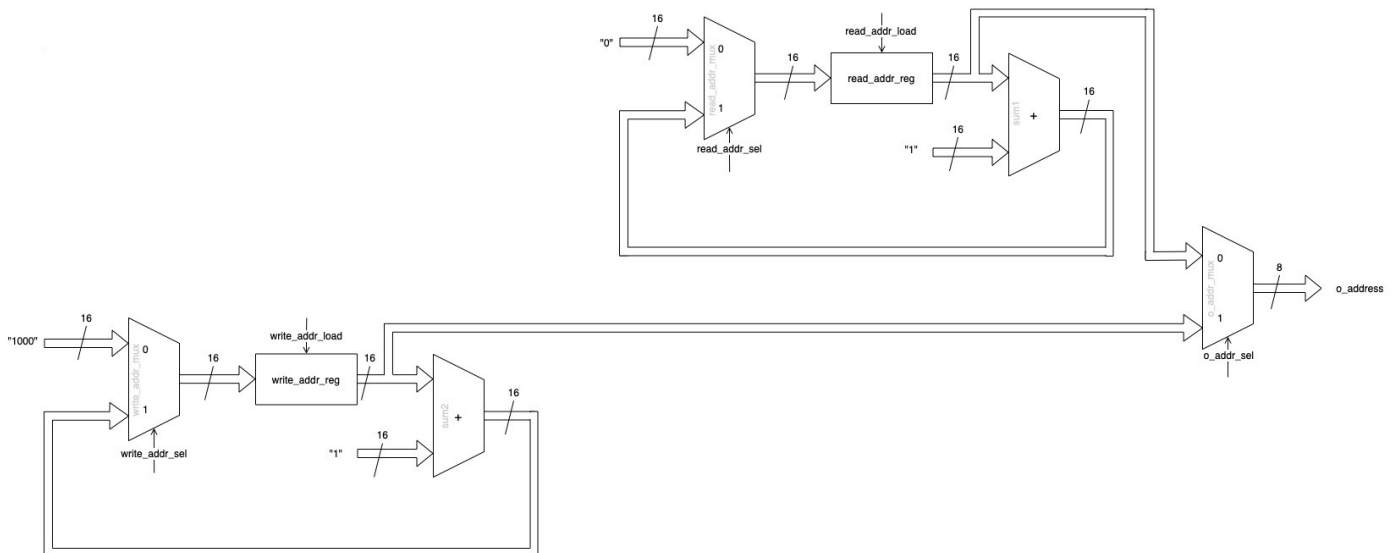 16
"0"
0
read_addr_mux
1
read_addr_sel
16
read_addr_load
read_addr_reg
16
16
"1"
sum1
+
16
0
o_addr_mux
1
o_addr_sel
8
o_address
16
"1000"
0
write_addr_mux
1
write_addr_sel
16
write_addr_load
write_addr_reg
16
16
"1"
sum2
+
16